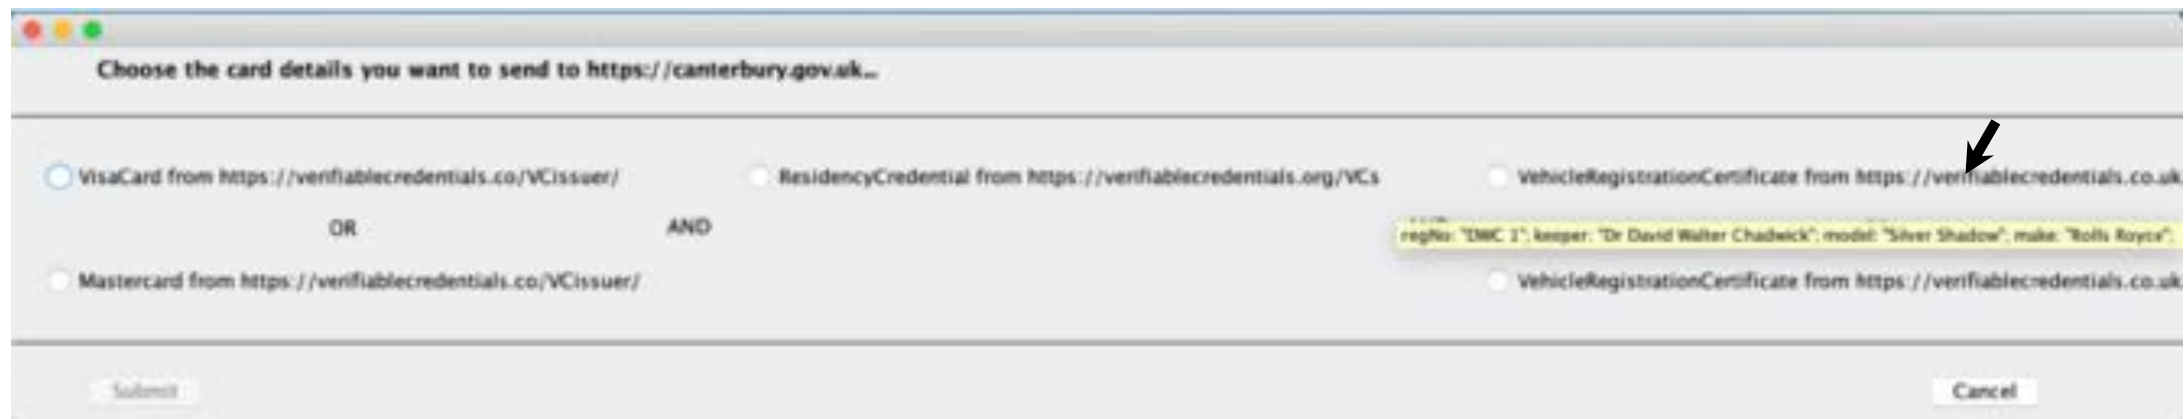 Choose the card details you want to send to https://canterbury.gov.uk...
VisaCard from https://verifiablecredentials.co/VCissuer/
ResidencyCredential from https://verifiablecredentials.org/VCs
VehicleRegistrationCertificate from https://verifiablecredentials.co.uk
OR
AND
regNo: "DWC 1"; keeper: "Dr David Walter Chadwick"; model: "Silver Shadow"; make: "Rolls Royce";
Mastercard from https://verifiablecredentials.co/VCissuer/
VehicleRegistrationCertificate from https://verifiablecredentials.co.uk
Submit
Cancel